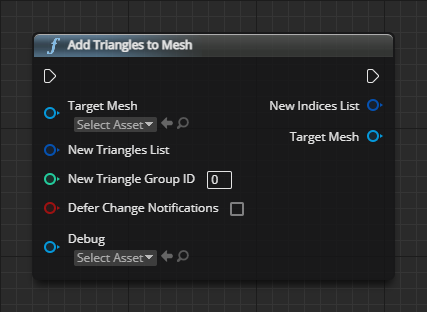 Add Triangles to Mesh
Target Mesh
Select Asset
New Triangles List
New Triangle Group ID 0
Defer Change Notifications
Debug
Select Asset
New Indices List
Target Mesh